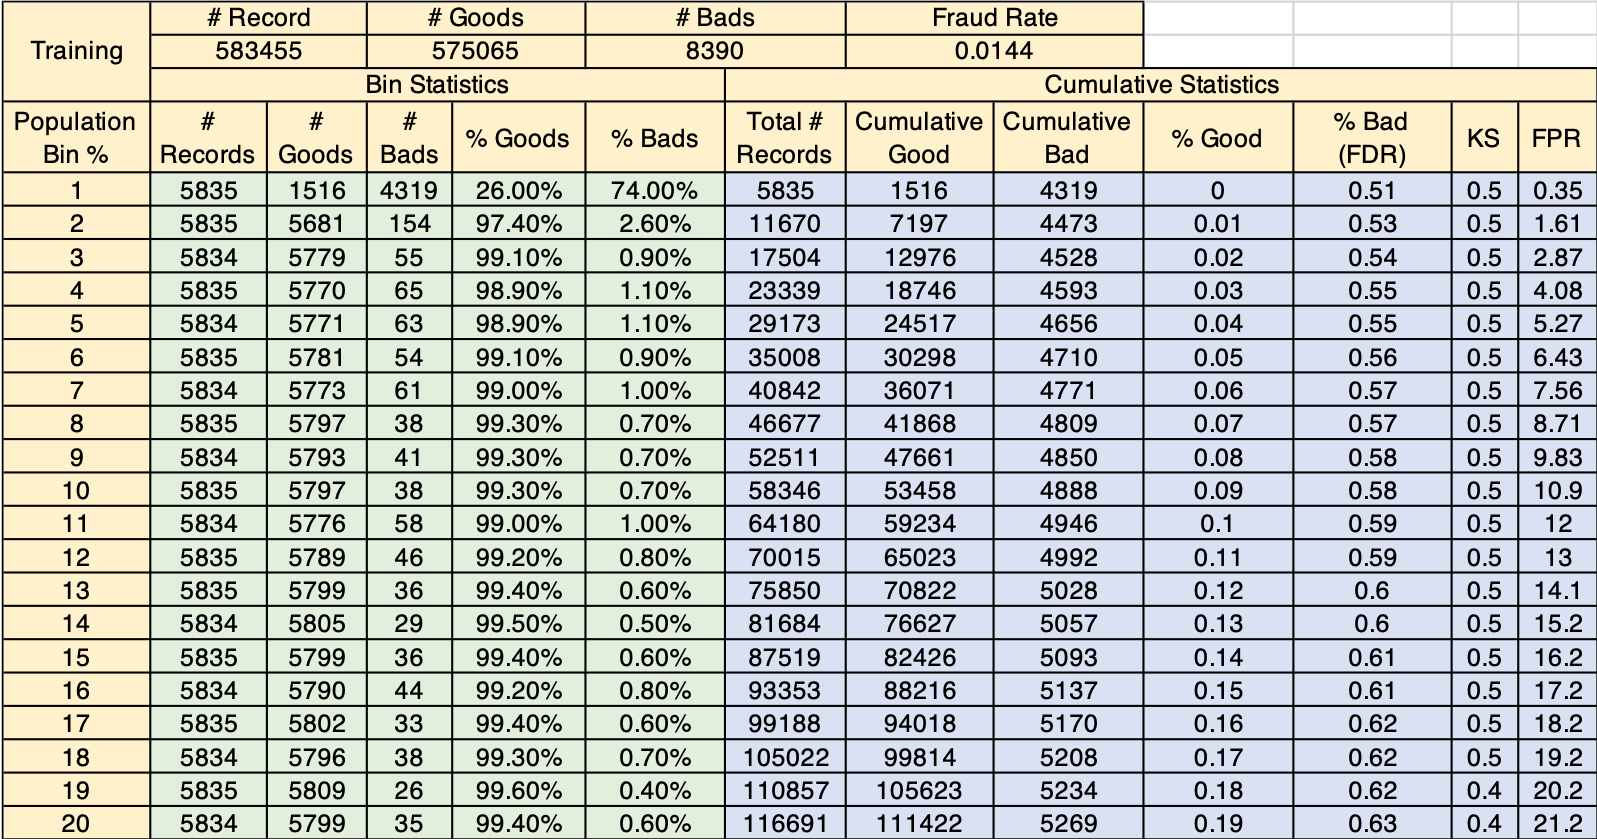 Training # Record # Goods # Bads Fraud Rate
583455 575065 8390 0.0144
Bin Statistics Cumulative Statistics
Population Bin % # Records # Goods # Bads % Goods % Bads Total # Records Cumulative Good Cumulative Bad % Good % Bad (FDR) KS FPR
1 5835 1516 4319 26.00% 74.00% 5835 1516 4319 0 0.51 0.5 0.35
2 5835 5681 154 97.40% 2.60% 11670 7197 4473 0.01 0.53 0.5 1.61
3 5834 5779 55 99.10% 0.90% 17504 12976 4528 0.02 0.54 0.5 2.87
4 5835 5770 65 98.90% 1.10% 23339 18746 4593 0.03 0.55 0.5 4.08
5 5834 5771 63 98.90% 1.10% 29173 24517 4656 0.04 0.55 0.5 5.27
6 5835 5781 54 99.10% 0.90% 35008 30298 4710 0.05 0.56 0.5 6.43
7 5834 5773 61 99.00% 1.00% 40842 36071 4771 0.06 0.57 0.5 7.56
8 5835 5797 38 99.30% 0.70% 46677 41868 4809 0.07 0.57 0.5 8.71
9 5834 5793 41 99.30% 0.70% 52511 47661 4850 0.08 0.58 0.5 9.83
10 5835 5797 38 99.30% 0.70% 58346 53458 4888 0.09 0.58 0.5 10.9
11 5834 5776 58 99.00% 1.00% 64180 59234 4946 0.1 0.59 0.5 12
12 5835 5789 46 99.20% 0.80% 70015 65023 4992 0.11 0.59 0.5 13
13 5835 5799 36 99.40% 0.60% 75850 70822 5028 0.12 0.6 0.5 14.1
14 5834 5805 29 99.50% 0.50% 81684 76627 5057 0.13 0.6 0.5 15.2
15 5835 5799 36 99.40% 0.60% 87519 82426 5093 0.14 0.61 0.5 16.2
16 5834 5790 44 99.20% 0.80% 93353 88216 5137 0.15 0.61 0.5 17.2
17 5835 5802 33 99.40% 0.60% 99188 94018 5170 0.16 0.62 0.5 18.2
18 5834 5796 38 99.30% 0.70% 105022 99814 5208 0.17 0.62 0.5 19.2
19 5835 5809 26 99.60% 0.40% 110857 105623 5234 0.18 0.62 0.4 20.2
20 5834 5799 35 99.40% 0.60% 116691 111422 5269 0.19 0.63 0.4 21.2